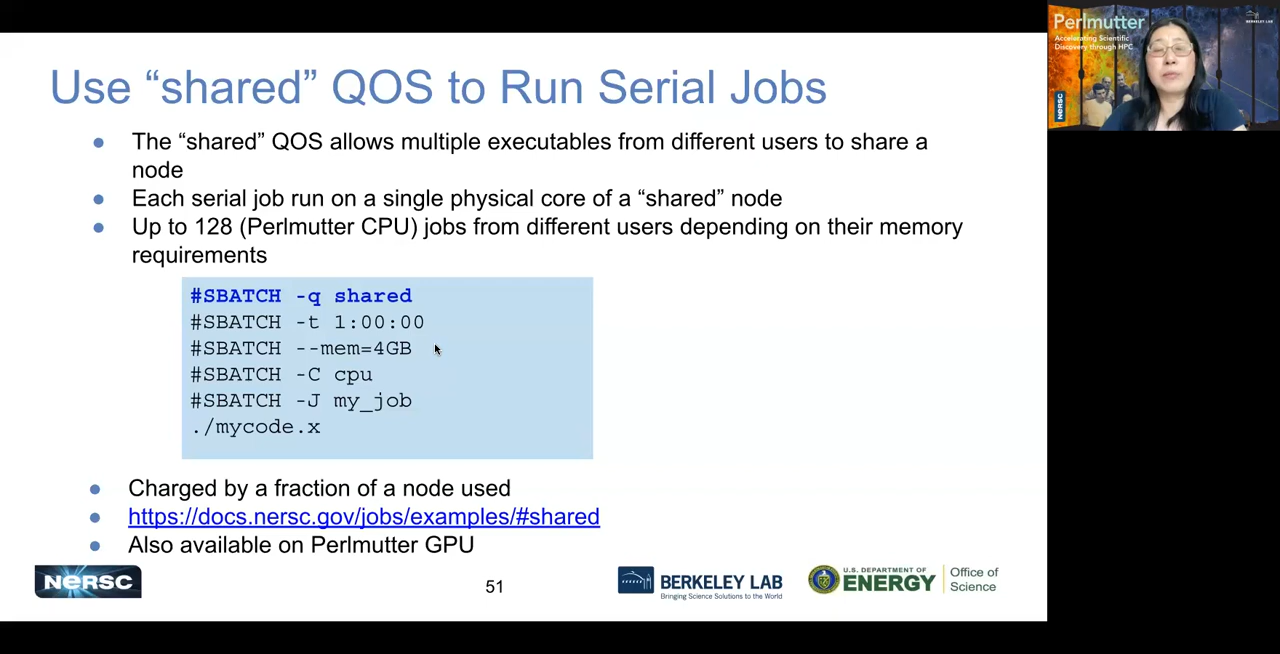 Use “shared” QOS to Run Serial Jobs
The “shared” QOS allows multiple executables from different users to share a
node
Each serial job run on a single physical core of a “shared” node
Up to 128 (Perlmutter CPU) jobs from different users depending on their memory
requirements
#SBATCH -q shared
#SBATCH -t 1:00:00
#SBATCH --mem=4GB
#SBATCH -C cpu
#SBATCH -J my_job
./mycode.x
Charged by a fraction of a node used
https://docs.nersc.gov/jobs/examples/#shared
Also available on Perlmutter GPU
NERSC
51
BERKELEY LAB
Bringing Science Solutions to the World
U.S. DEPARTMENT OF
ENERGY
Office of
Science
Perlmutter
Accelerating Scientific
Discovery through HPC
BERKELEY LAB
NERSC